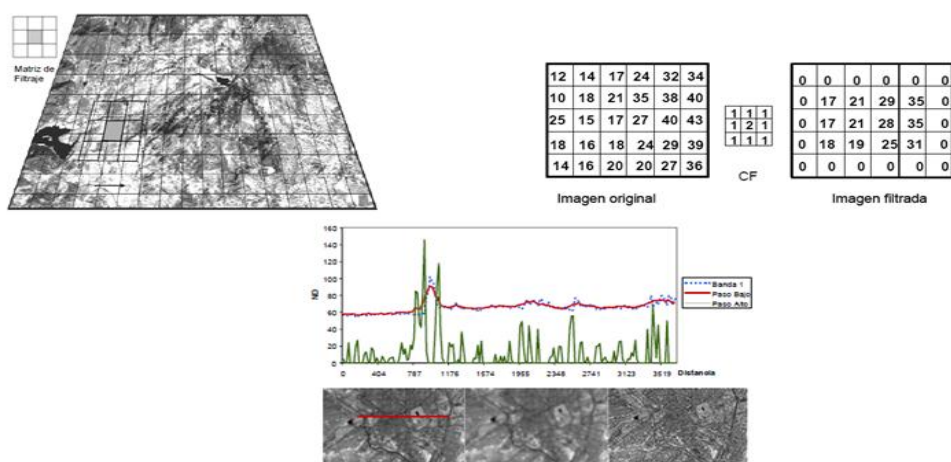 Matriz de
Filtraje
12 14 17 24 32 34
10 18 21 35 38 40
25 15 17 27 40 43
18 16 18 24 29 39
14 16 20 20 27 36
Imagen original
1 1 1
1 2 1
1 1 1
CF
0 0 0 0 0 0
0 17 21 29 35 0
0 17 21 28 35 0
0 18 19 25 31 0
0 0 0 0 0 0
Imagen filtrada
160
140
120
100
80
60
40
20
0
ND
0 404 787 1176 1574 1955 2348 2741 3123 3519 Distancia
Banda 1
Paso Bajo
Paso Alto